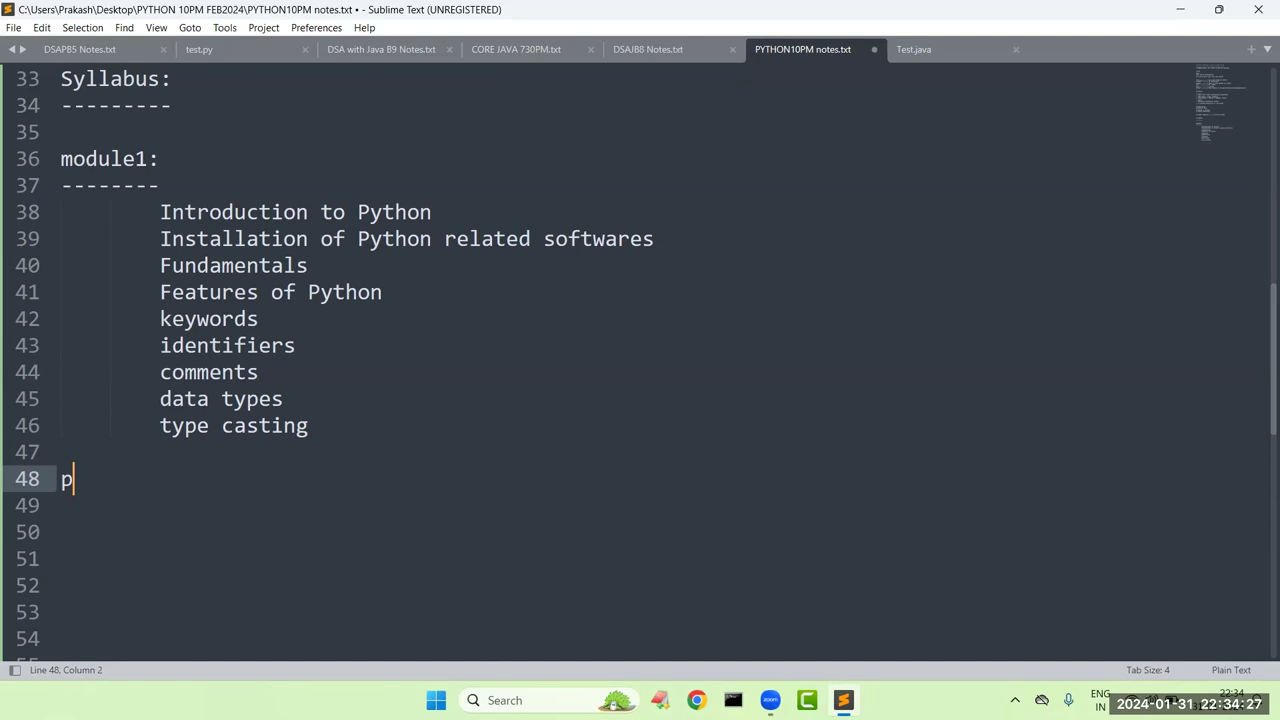 C:\Users\Prakash\Desktop\PYTHON 10PM FEB2024\PYTHON10PM notes.txt • - Sublime Text (UNREGISTERED)
File Edit Selection Find View Goto Tools Project Preferences Help
DSAPB5 Notes.txt test.py DSA with Java B9 Notes.txt CORE JAVA 730PM.txt DSAJB8 Notes.txt PYTHON10PM notes.txt Test.java
33 Syllabus:
34 ---------
35
36 module1:
37 --------
38 Introduction to Python
39 Installation of Python related softwares
40 Fundamentals
41 Features of Python
42 keywords
43 identifiers
44 comments
45 data types
46 type casting
47
48 p
49
50
51
52
53
54
Line 48, Column 2 Tab Size: 4 Plain Text
Search zoom ENG 22:34
IN 2024-01-31 22:34:27